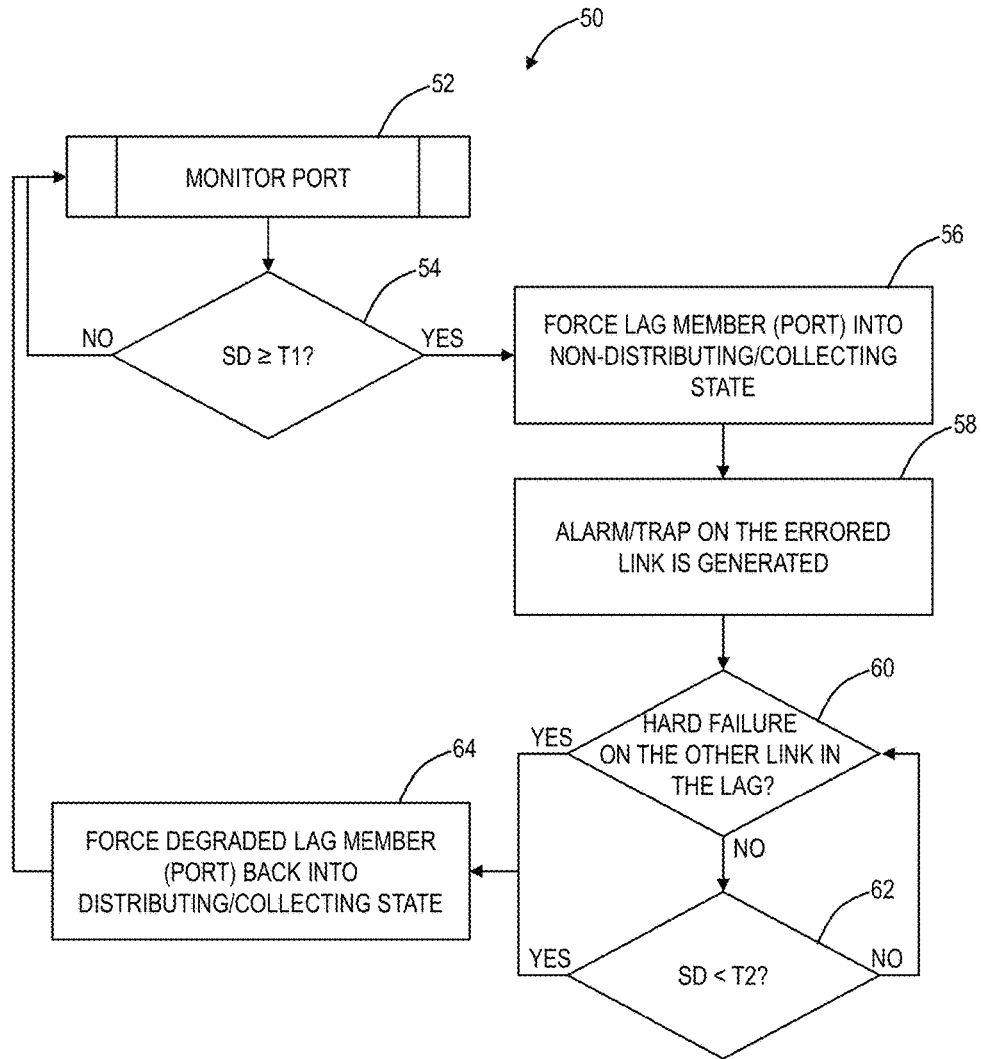 50
52
MONITOR PORT
54
NO
SD ≥ T1?
YES
56
FORCE LAG MEMBER (PORT) INTO
NON-DISTRIBUTING/COLLECTING
STATE
58
ALARM/TRAP ON THE ERRORED
LINK IS GENERATED
60
YES
HARD FAILURE
ON THE OTHER LINK IN
THE LAG?
NO
64
FORCE DEGRADED LAG MEMBER
(PORT) BACK INTO
DISTRIBUTING/COLLECTING STATE
62
YES
SD < T2?
NO